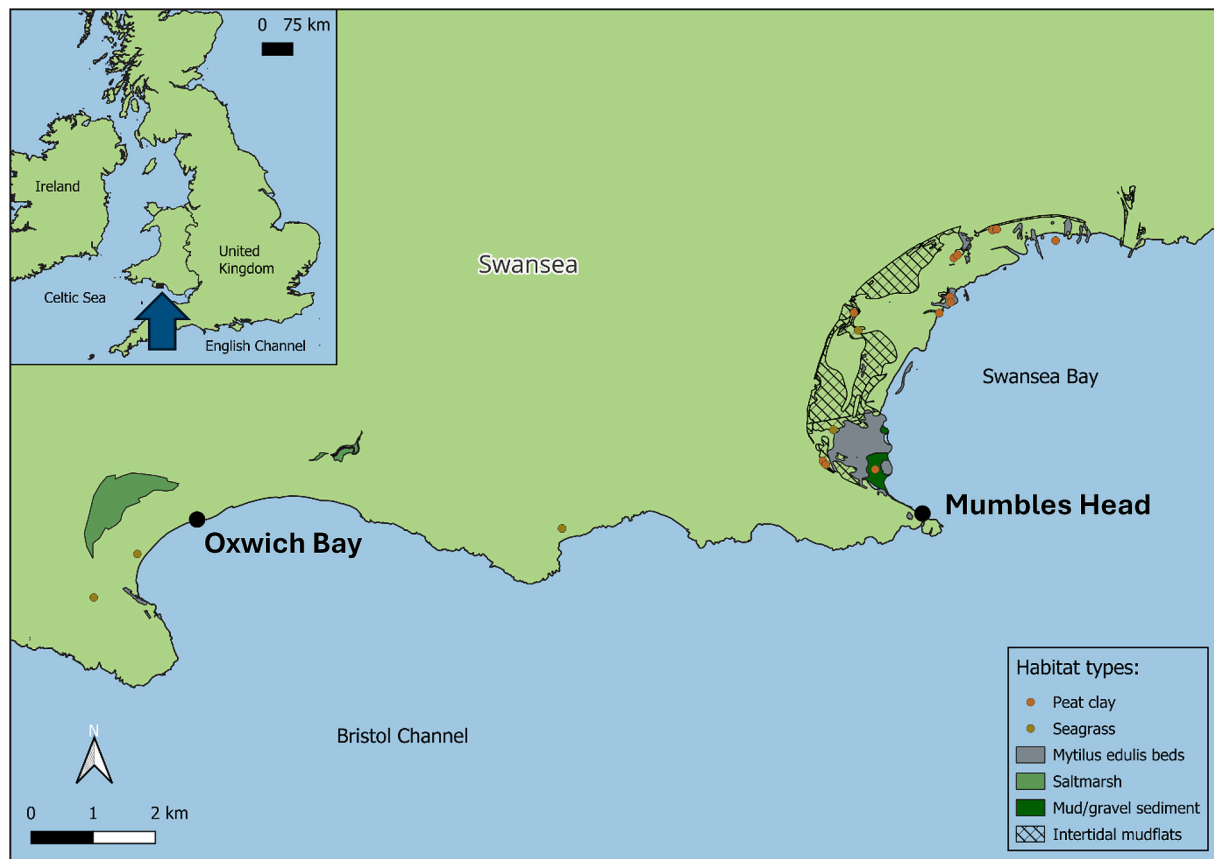 0 75 km
Ireland
United
Kingdom
Celtic Sea
English Channel
Swansea
Swansea Bay
Mumbles Head
Oxwich Bay
Bristol Channel
N
0 1 2 km
Habitat types:
Peat clay
Seagrass
Mytilus edulis beds
Saltmarsh
Mud/gravel sediment
Intertidal mudflats